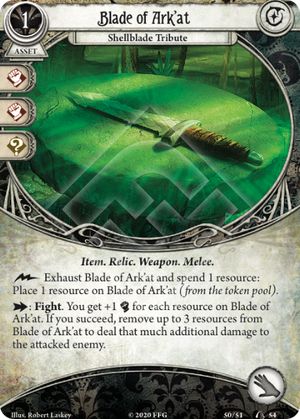 1
Blade of Ark'at
Shellblade Tribute
ASSET
?
Item. Relic. Weapon. Melee.
Exhaust Blade of Ark'at and spend 1 resource:
Place 1 resource on Blade of Ark'at (from the token pool).
: Fight. You get +1 for each resource on Blade of
Ark'at. If you succeed, remove up to 3 resources from
Blade of Ark'at to deal that much additional damage to
the attacked enemy.
Illus. Robert Laskey
© 2020 FFG
50/51
54